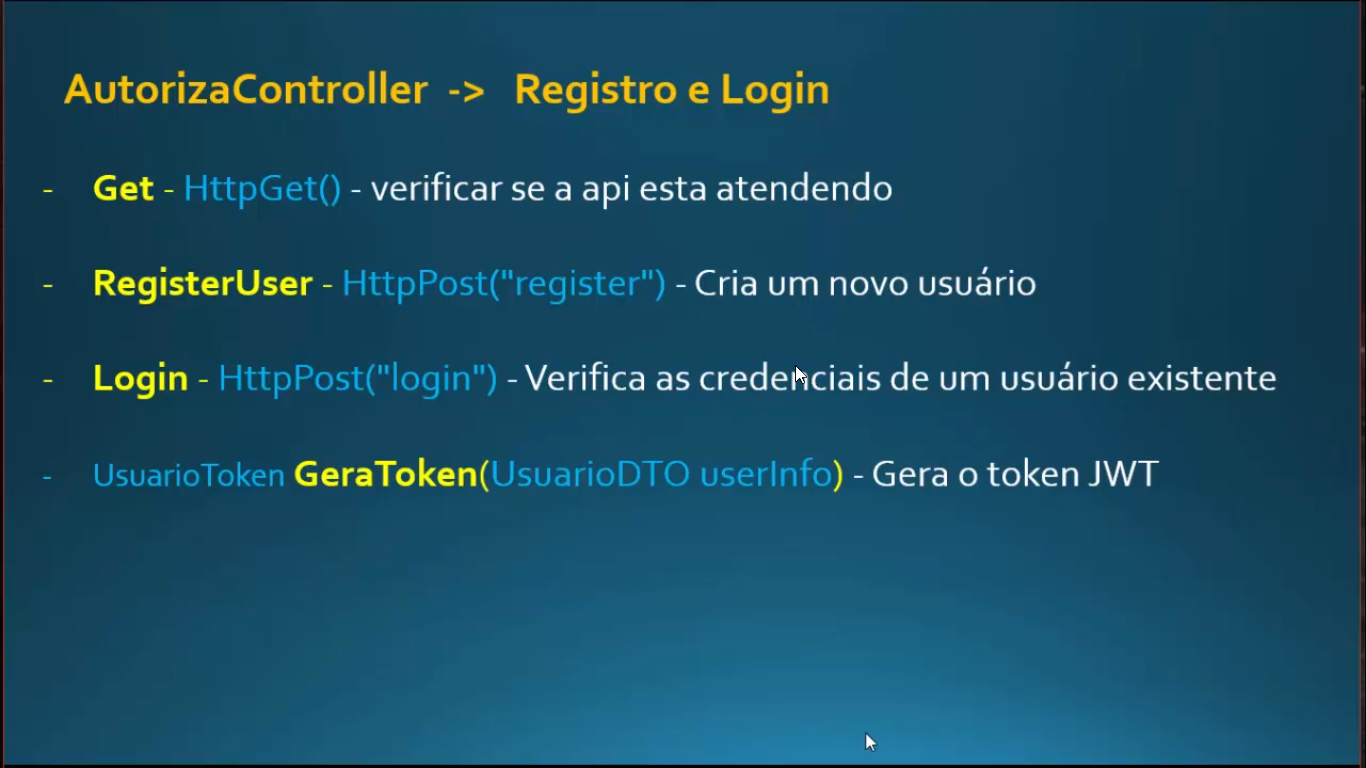 AutorizaController -> Registro e Login
- Get - HttpGet() - verificar se a api esta atendendo
- RegisterUser - HttpPost("register") - Cria um novo usuário
- Login - HttpPost("login") - Verifica as credenciais de um usuário existente
- UsuarioToken GeraToken(UsuarioDTO userInfo) - Gera o token JWT